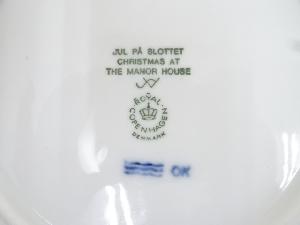 JUL PÅ SLOTTET
CHRISTMAS AT
THE MANOR HOUSE
ROYAL
COPENHAGEN
DENMARK
OK